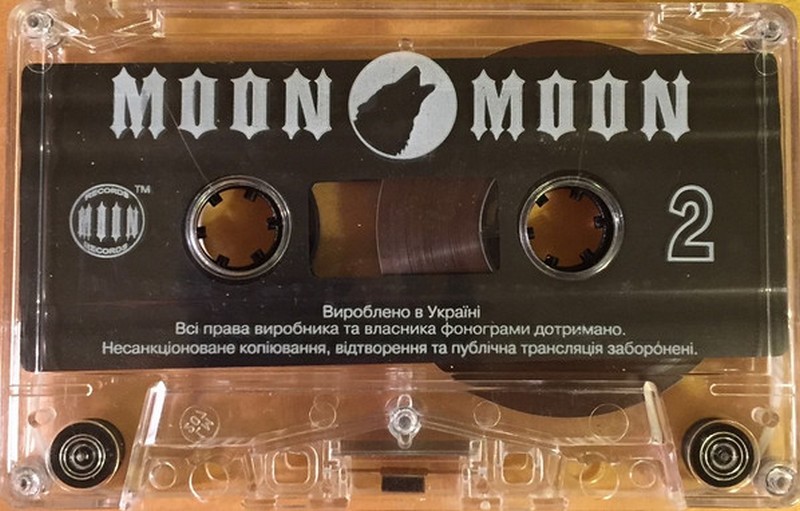 MOON MOON
RECORDS TM
MOON
RECORDS
2
Вироблено в Україні
Всі права виробника та власника фонограми дотримано.
Несанкціоноване копіювання, відтворення та публічна трансляція заборонені.